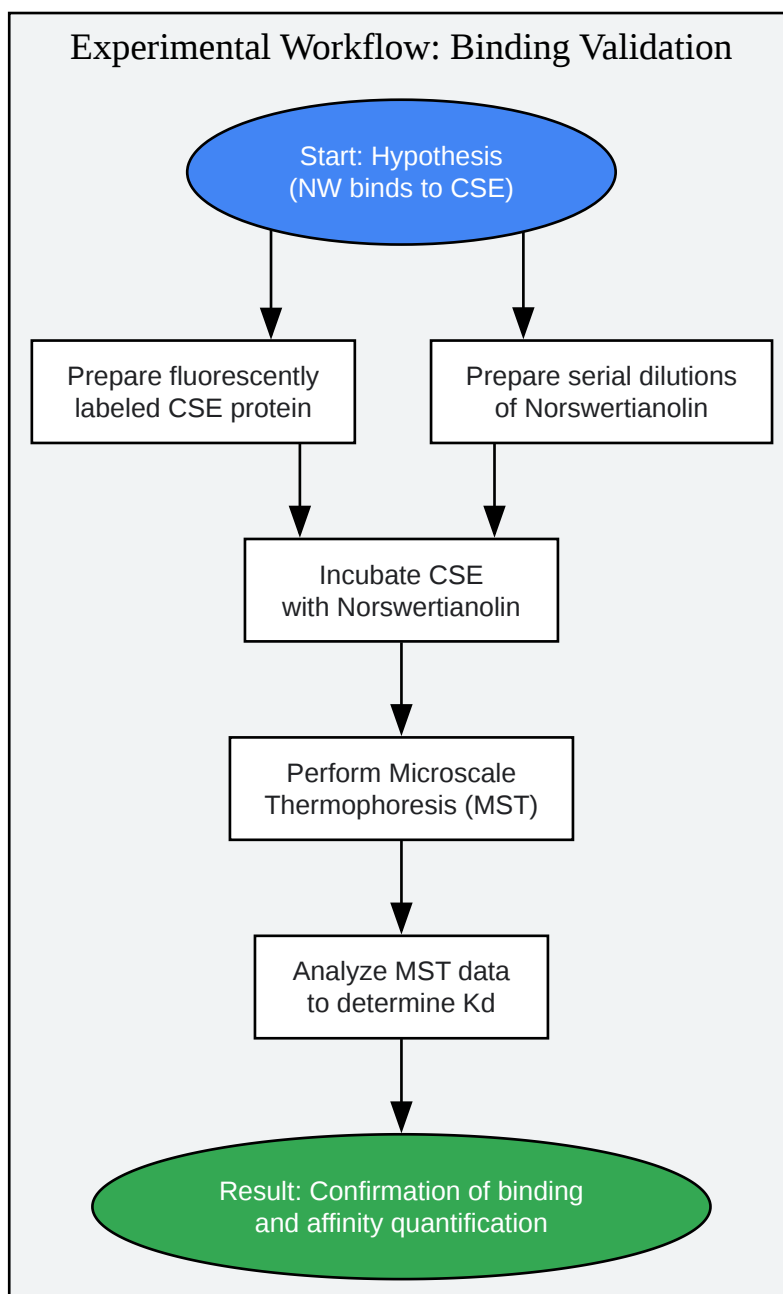 Experimental Workflow: Binding Validation
Start: Hypothesis
(NW binds to CSE)
Prepare fluorescently
labeled CSE protein
Prepare serial dilutions
of Norswertianolin
Incubate CSE
with Norswertianolin
Perform Microscale
Thermophoresis (MST)
Analyze MST data
to determine Kd
Result: Confirmation of binding
and affinity quantification